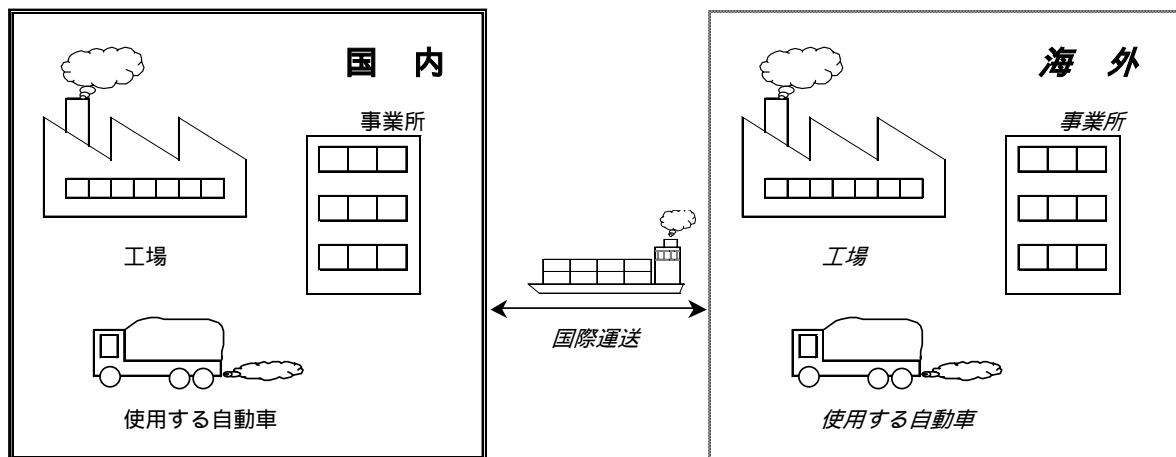 国 内
事業所
工場
使用する自動車
国際運送
海 外
事業所
工場
使用する自動車